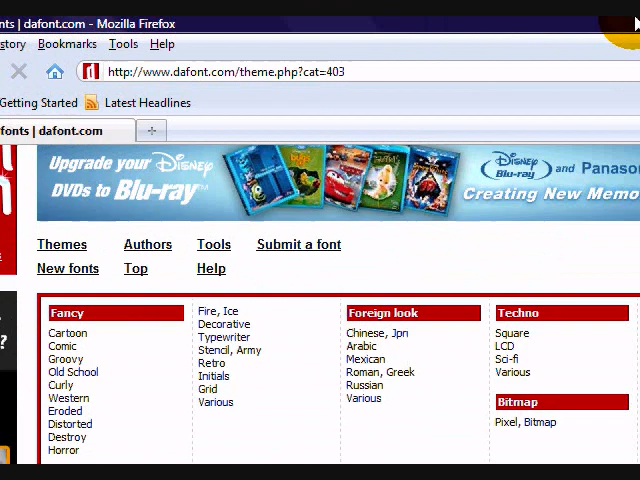 nts | dafont.com - Mozilla Firefox
story Bookmarks Tools Help
http://www.dafont.com/theme.php?cat=403
Getting Started Latest Headlines
fonts | dafont.com
Upgrade your Disney
DVDs to Blu-ray™
Disney Blu-ray and Panaso
Creating New Memo
Themes Authors Tools Submit a font
New fonts Top Help
Fancy
Cartoon
Comic
Groovy
Old School
Curly
Western
Eroded
Distorted
Destroy
Horror
Fire, Ice
Decorative
Typewriter
Stencil, Army
Retro
Initials
Grid
Various
Foreign look
Chinese, Jpn
Arabic
Mexican
Roman, Greek
Russian
Various
Techno
Square
LCD
Sci-fi
Various
Bitmap
Pixel, Bitmap
?